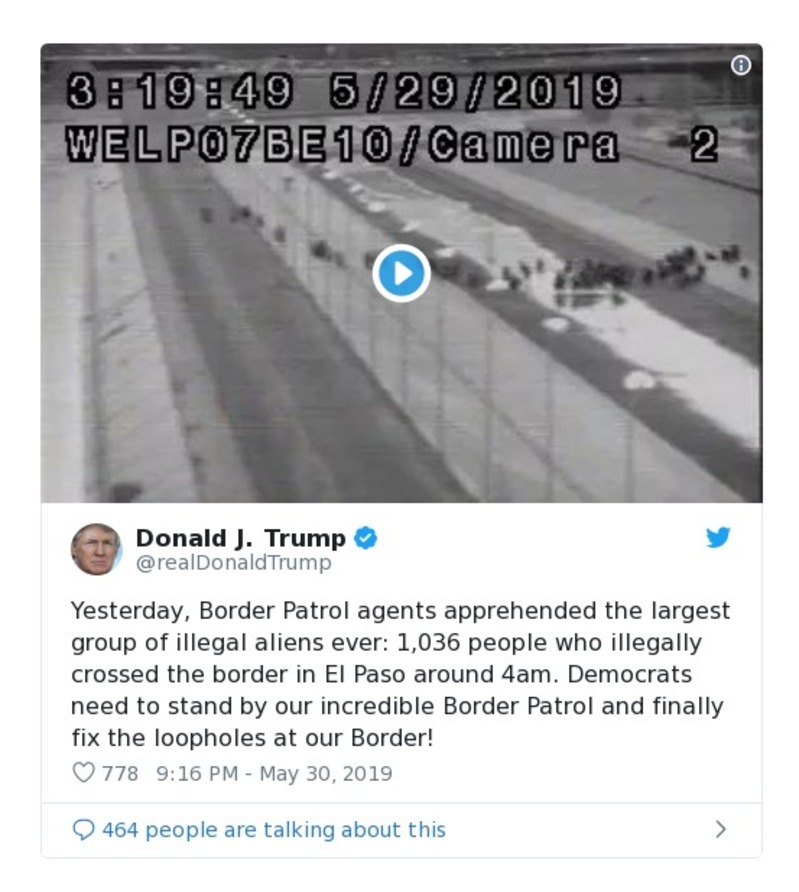 3:19:49 5/29/2019
WELP07BE10/Camera 2
Donald J. Trump
@realDonaldTrump
Yesterday, Border Patrol agents apprehended the largest
group of illegal aliens ever: 1,036 people who illegally
crossed the border in El Paso around 4am. Democrats
need to stand by our incredible Border Patrol and finally
fix the loopholes at our Border!
778 9:16 PM - May 30, 2019
464 people are talking about this